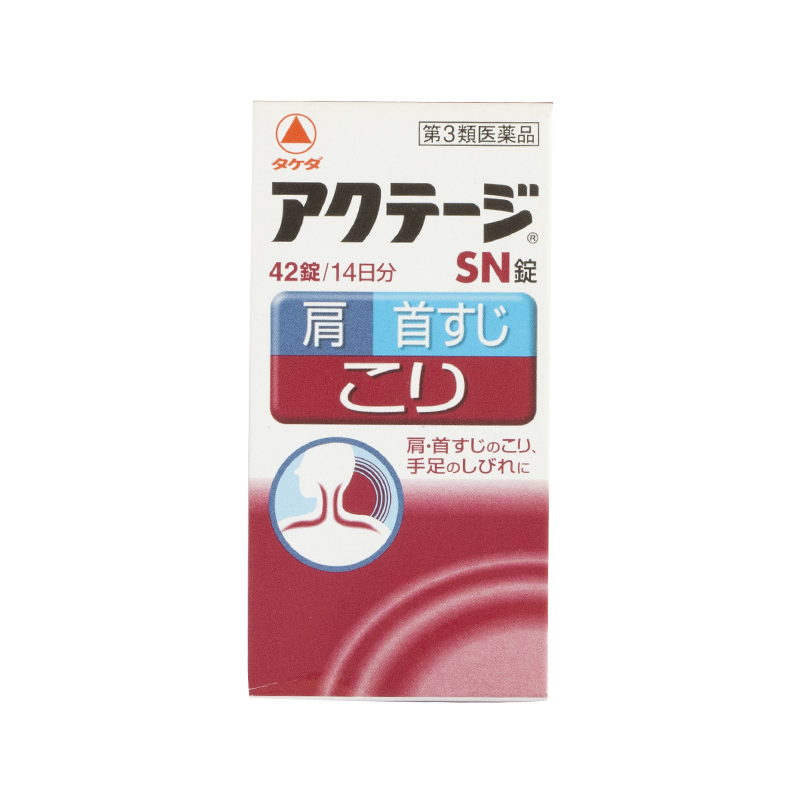 タケダ
第3類医薬品
アクテージ®
42錠/14日分
SN錠
肩 首すじ
こり
肩・首すじのこり、
手足のしびれに